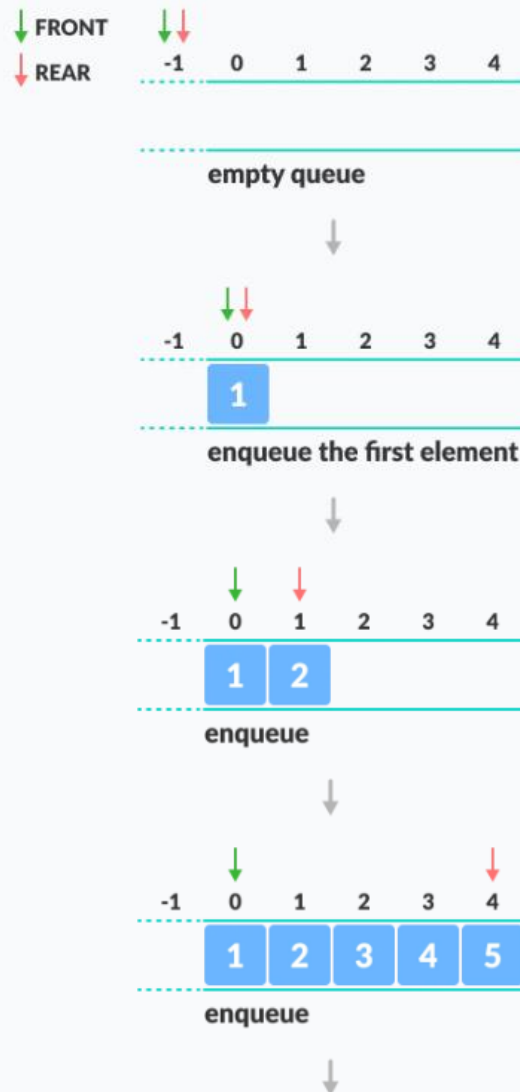 FRONT
REAR
-1 0 1 2 3 4
empty queue
-1 0 1 2 3 4
1
enqueue the first element
-1 0 1 2 3 4
1 2
enqueue
-1 0 1 2 3 4
1 2 3 4 5
enqueue